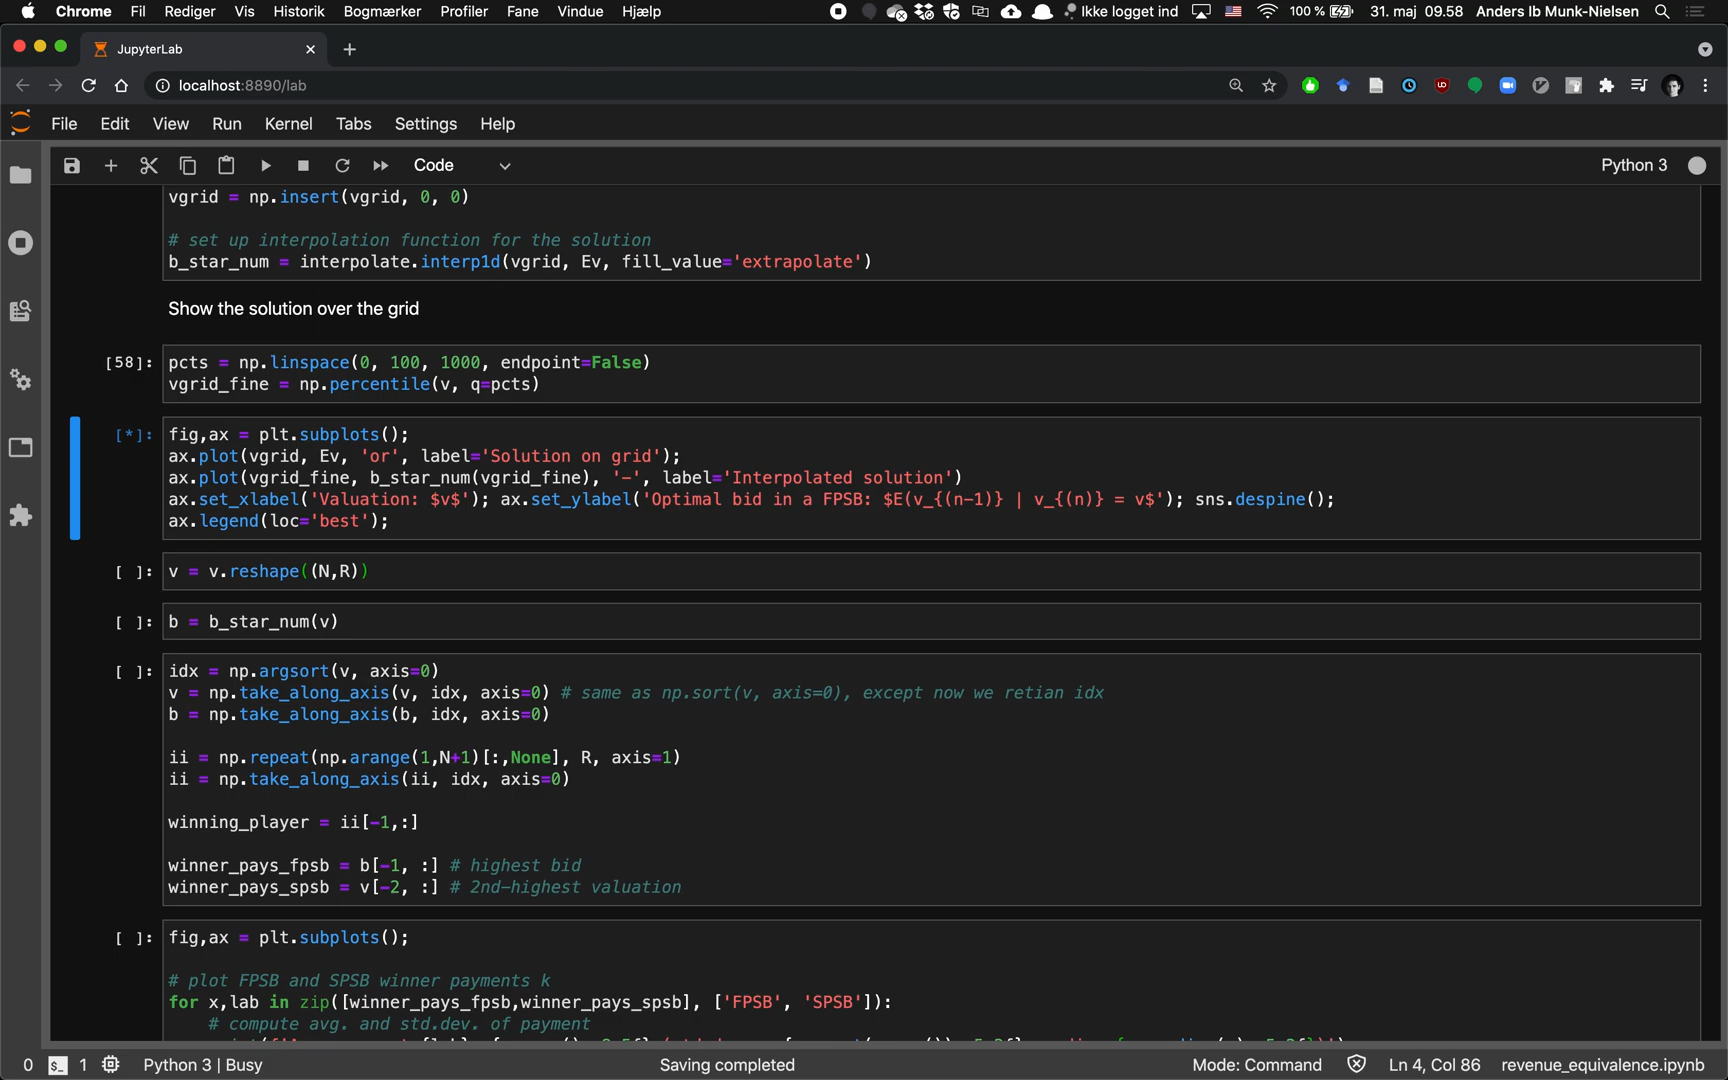 Chrome Fil Rediger Vis Historik Bogmærker Profiler Fane Vindue Hjælp Ikke logget ind 100 % 31. maj 09.58 Anders Ib Munk-Nielsen
JupyterLab
localhost:8890/lab
File Edit View Run Kernel Tabs Settings Help
Code Python 3
vgrid = np.insert(vgrid, 0, 0)
# set up interpolation function for the solution
b_star_num = interpolate.interp1d(vgrid, Ev, fill_value='extrapolate')
Show the solution over the grid
[58]: pcts = np.linspace(0, 100, 1000, endpoint=False)
vgrid_fine = np.percentile(v, q=pcts)
[*]: fig,ax = plt.subplots();
ax.plot(vgrid, Ev, 'or', label='Solution on grid');
ax.plot(vgrid_fine, b_star_num(vgrid_fine), '-', label='Interpolated solution')
ax.set_xlabel('Valuation: $v$'); ax.set_ylabel('Optimal bid in a FPSB: $E(v_{(n-1)} | v_{(n)} = v$'); sns.despine();
ax.legend(loc='best');
[ ]: v = v.reshape((N,R))
[ ]: b = b_star_num(v)
[ ]: idx = np.argsort(v, axis=0)
v = np.take_along_axis(v, idx, axis=0) # same as np.sort(v, axis=0), except now we retian idx
b = np.take_along_axis(b, idx, axis=0)
ii = np.repeat(np.arange(1,N+1)[:,None], R, axis=1)
ii = np.take_along_axis(ii, idx, axis=0)
winning_player = ii[-1,:]
winner_pays_fpsb = b[-1, :] # highest bid
winner_pays_spsb = v[-2, :] # 2nd-highest valuation
[ ]: fig,ax = plt.subplots();
# plot FPSB and SPSB winner payments k
for x,lab in zip([winner_pays_fpsb,winner_pays_spsb], ['FPSB', 'SPSB']):
# compute avg. and std.dev. of payment
0 1 Python 3 | Busy Saving completed Mode: Command Ln 4, Col 86 revenue_equivalence.ipynb